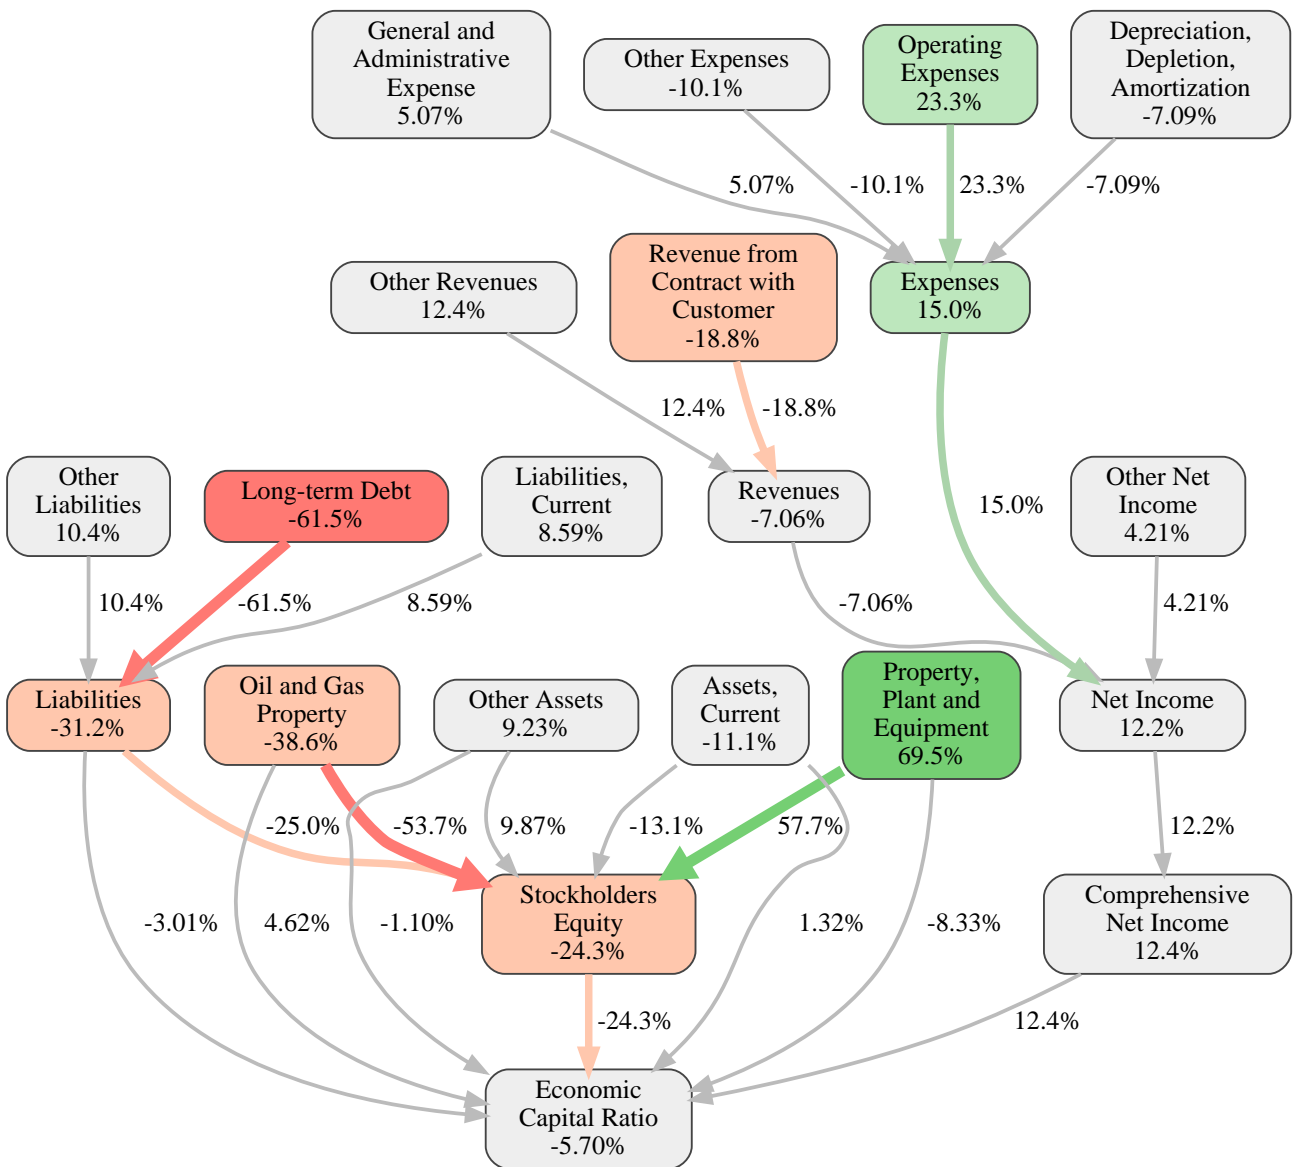 General and
Administrative
Expense
5.07%
Other Expenses
-10.1%
Operating
Expenses
23.3%
Depreciation,
Depletion,
Amortization
-7.09%
5.07%
-10.1%
23.3%
-7.09%
Other Revenues
12.4%
Revenue from
Contract with
Customer
-18.8%
Expenses
15.0%
12.4%
-18.8%
Other
Liabilities
10.4%
Long-term Debt
-61.5%
Liabilities,
Current
8.59%
Revenues
-7.06%
15.0%
Other Net
Income
4.21%
10.4%
-61.5%
8.59%
-7.06%
4.21%
Liabilities
-31.2%
Oil and Gas
Property
-38.6%
Other Assets
9.23%
Assets,
Current
-11.1%
Property,
Plant and
Equipment
69.5%
Net Income
12.2%
-25.0%
-53.7%
9.87%
-13.1%
57.7%
12.2%
-3.01%
4.62%
-1.10%
Stockholders
Equity
-24.3%
1.32%
-8.33%
Comprehensive
Net Income
12.4%
-24.3%
12.4%
Economic
Capital Ratio
-5.70%